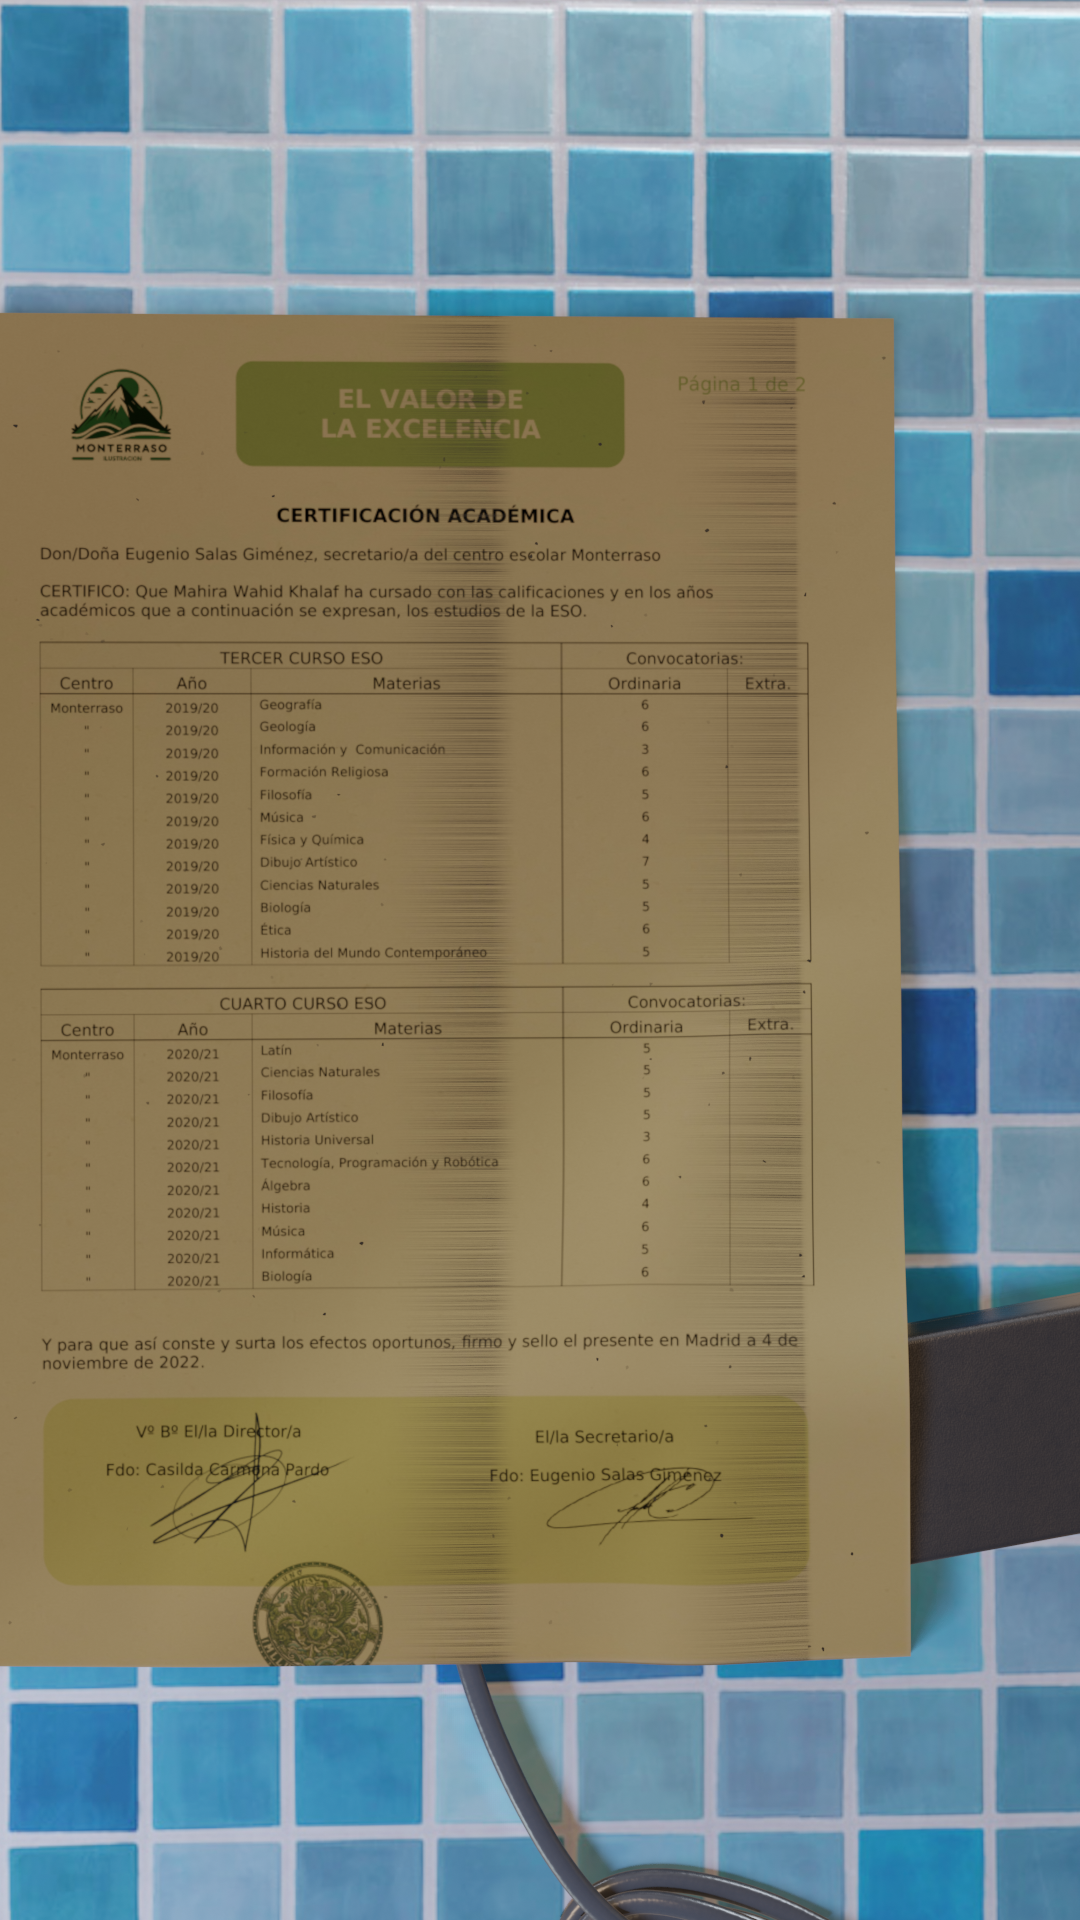 MONTERRASO
ILUSTRACIÓN
EL VALOR DE
LA EXCELENCIA
Página 1 de 2
CERTIFICACIÓN ACADÉMICA
Don/Doña Eugenio Salas Giménez, secretario/a del centro escolar Monterraso
CERTIFICO: Que Mahira Wahid Khalaf ha cursado con las calificaciones y en los años
académicos que a continuación se expresan, los estudios de la ESO.
TERCER CURSO ESO Convocatorias:
Centro Año Materias Ordinaria Extra.
Monterraso 2019/20 Geografía 6
" 2019/20 Geología 6
" 2019/20 Información y Comunicación 3
" 2019/20 Formación Religiosa 6
" 2019/20 Filosofía 5
" 2019/20 Música 6
" 2019/20 Física y Química 4
" 2019/20 Dibujo Artístico 7
" 2019/20 Ciencias Naturales 5
" 2019/20 Biología 5
" 2019/20 Ética 6
" 2019/20 Historia del Mundo Contemporáneo 5
CUARTO CURSO ESO Convocatorias:
Centro Año Materias Ordinaria Extra.
Monterraso 2020/21 Latín 5
" 2020/21 Ciencias Naturales 5
" 2020/21 Filosofía 5
" 2020/21 Dibujo Artístico 5
" 2020/21 Historia Universal 3
" 2020/21 Tecnología, Programación y Robótica 6
" 2020/21 Álgebra 6
" 2020/21 Historia 4
" 2020/21 Música 6
" 2020/21 Informática 5
" 2020/21 Biología 6
Y para que así conste y surta los efectos oportunos, firmo y sello el presente en Madrid a 4 de
noviembre de 2022.
Vº Bº El/la Director/a
El/la Secretario/a
Fdo: Casilda Carmona Pardo
Fdo: Eugenio Salas Giménez